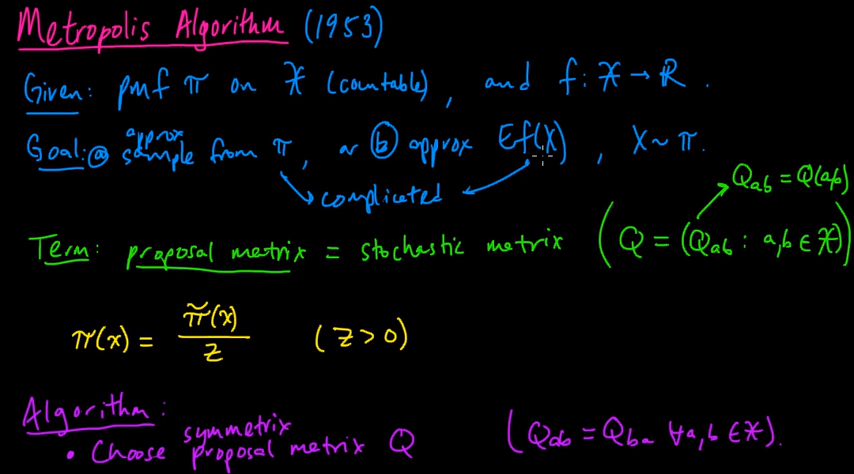 Metropolis Algorithm (1953)
Given: pmf π on 𝒳 (countable), and f: 𝒳 → ℝ.
Goal: ⓐ approx sample from π, or ⓑ approx Ef(X), X ~ π.
complicated
Q_ab = Q(a,b)
Term: proposal matrix = stochastic matrix (Q = (Q_ab : a,b ∈ 𝒳)
π(x) = π̃(x)/z (z > 0)
Algorithm:
• Choose symmetrix proposal matrix Q (Q_ab = Q_ba ∀a,b ∈ 𝒳).